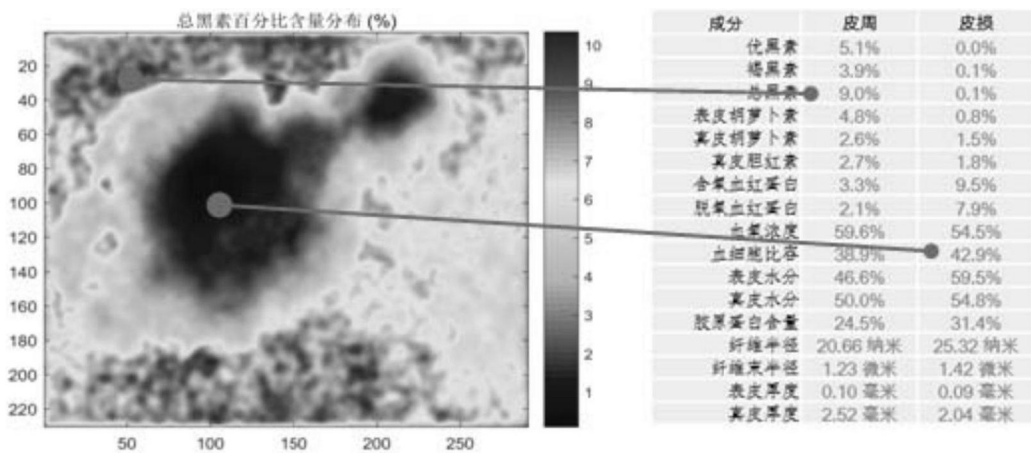 总黑素百分比含量分布 (%)
20
40
60
80
100
120
140
160
180
200
220
50
100
150
200
250
10
9
8
7
6
5
4
3
2
1
成分 皮周 皮损
优黑素 5.1% 0.0%
褐黑素 3.9% 0.1%
总黑素 9.0% 0.1%
表皮胡萝卜素 4.8% 0.8%
真皮胡萝卜素 2.6% 1.5%
真皮胆红素 2.7% 1.8%
含氧血红蛋白 3.3% 9.5%
脱氧血红蛋白 2.1% 7.9%
血氧浓度 59.6% 54.5%
血细胞比容 38.9% 42.9%
表皮水分 46.6% 59.5%
真皮水分 50.0% 54.8%
胶原蛋白含量 24.5% 31.4%
纤维半径 20.66 纳米 25.32 纳米
纤维束半径 1.23 微米 1.42 微米
表皮厚度 0.10 毫米 0.09 毫米
真皮厚度 2.52 毫米 2.04 毫米